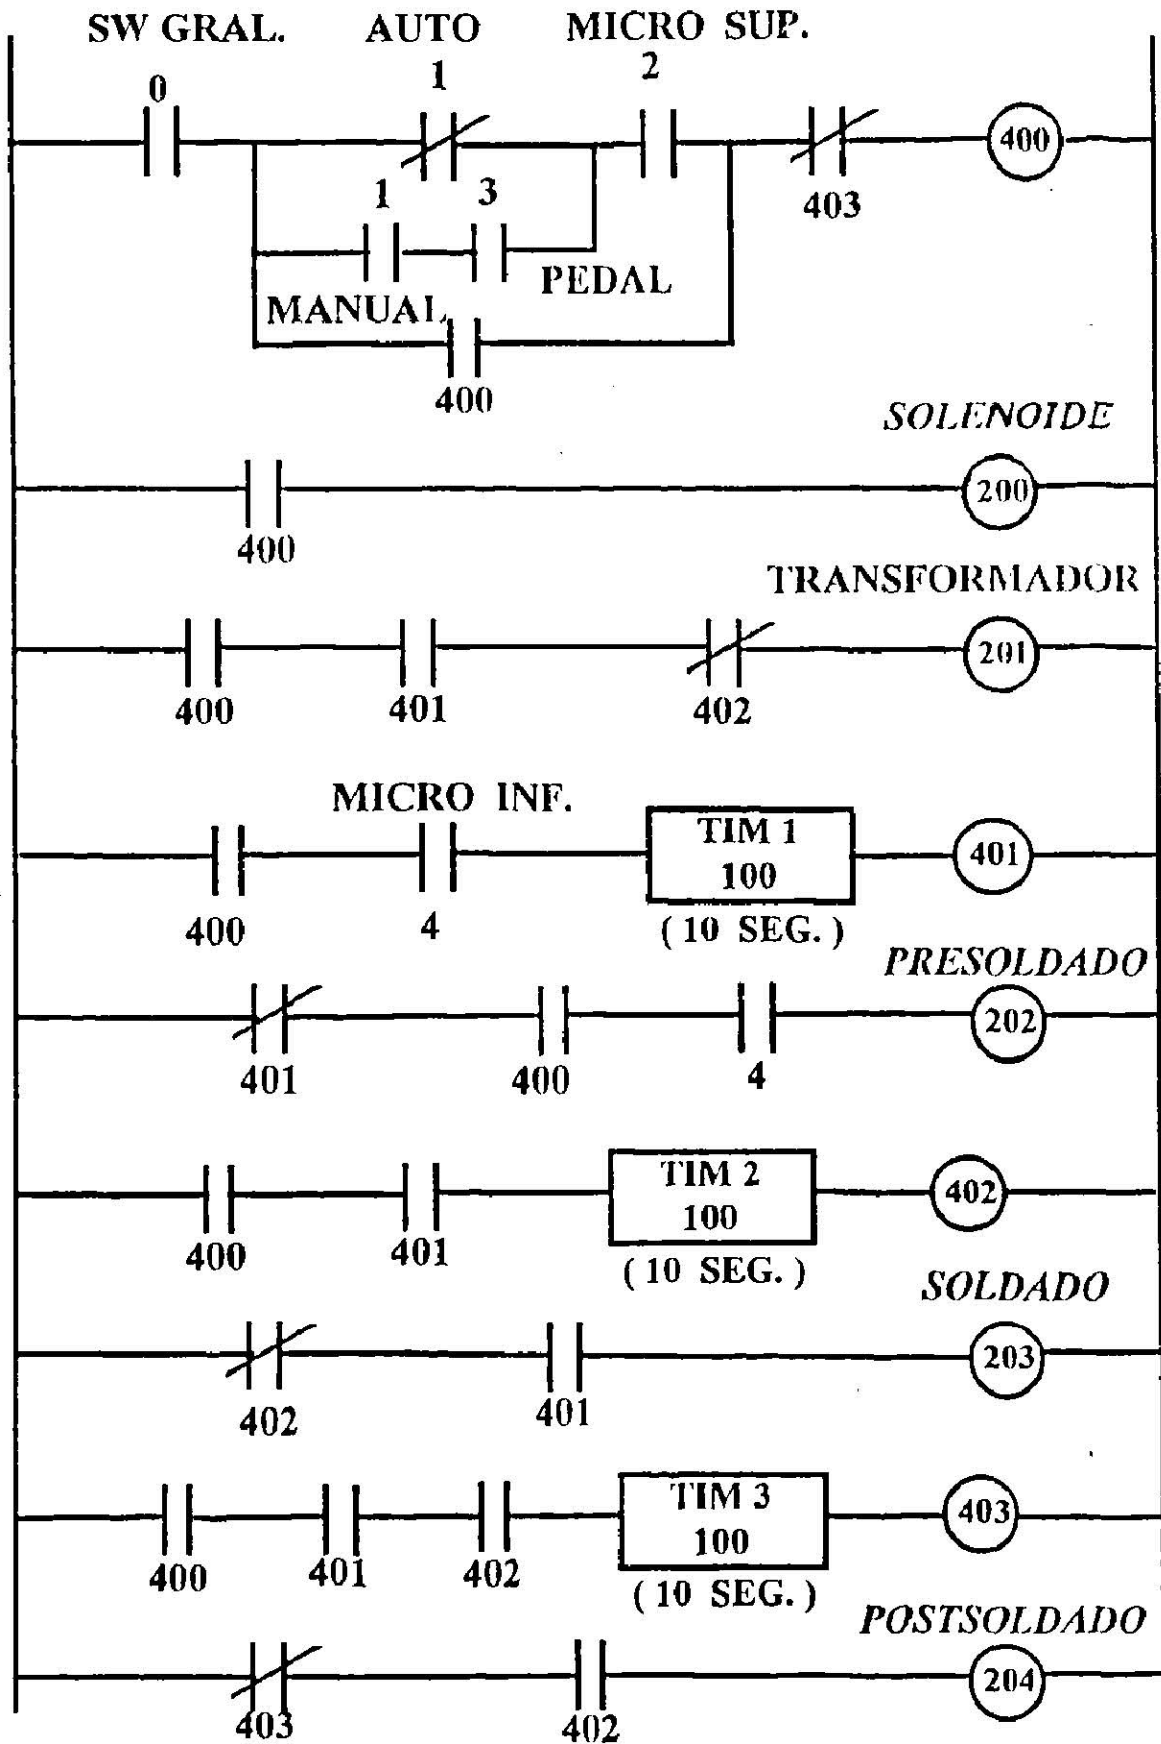 SW GRAL. AUTO MICRO SUP.
0 1 2
400
403
1 3
PEDAL
MANUAL
400
SOLENOIDE
200
400
TRANSFORMADOR
201
400 401 402
MICRO INF.
TIM 1
100
401
400 4
( 10 SEG. )
PRESOLDADO
202
401 400 4
TIM 2
100
402
400 401
( 10 SEG. )
SOLDADO
203
402 401
TIM 3
100
403
400 401 402
( 10 SEG. )
POSTSOLDADO
204
403 402